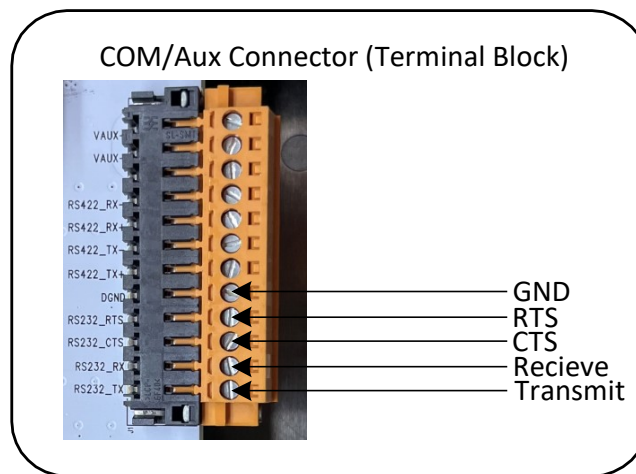 COM/Aux Connector (Terminal Block)
VAUX
VAUX
RS422_RX-
RS422_RX+
RS422_TX-
RS422_TX+
DGND
RS232_RTS
RS232_CTS
RS232_RX
RS232_TX
GND
RTS
CTS
Recieve
Transmit